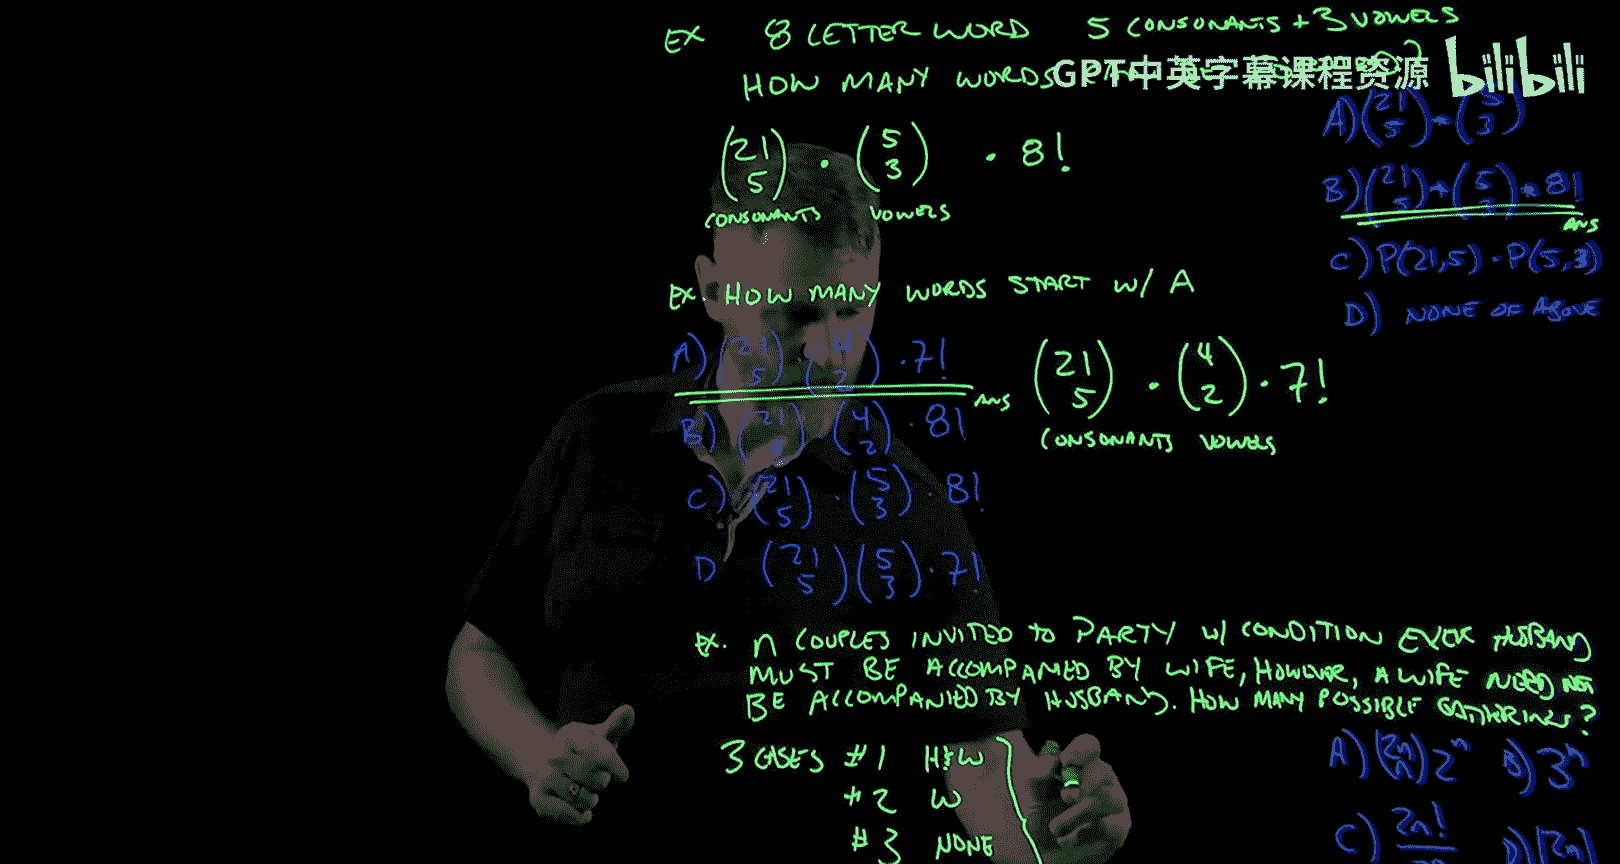 EX 8 LETTER WORD 5 CONSONANTS + 3 VOWELS
HOW MANY WORDS
GPT中英字幕课程资源 bilibili
(21 5) · (5 3) · 8!
CONSONANTS VOWELS
A) (21 5) + (5 3)
B) (21 5) * (5 3) * 8!
ANS
C) P(21,5) · P(5,3)
D) NONE OF ABOVE
EX. HOW MANY WORDS START W/ A
A) (21 5) · (4 2) · 7!
ANS
(21 5) · (4 2) · 7!
CONSONANTS VOWELS
B) (4 2) · 8!
C) (21 5) · (5 3) · 8!
D (21 5) (5 3) · 7!
EX. n COUPLES INVITED TO PARTY W/ CONDITION HUSBAND
MUST BE ACCOMPANIED BY WIFE, HOWEVER, A WIFE NEED NOT
BE ACCOMPANIED BY HUSBAND. HOW MANY POSSIBLE GATHERINGS?
3 CASES #1 H&W
#2 W
#3 NONE
A) (2n n) 2^n B) 3^n
C) 2n!